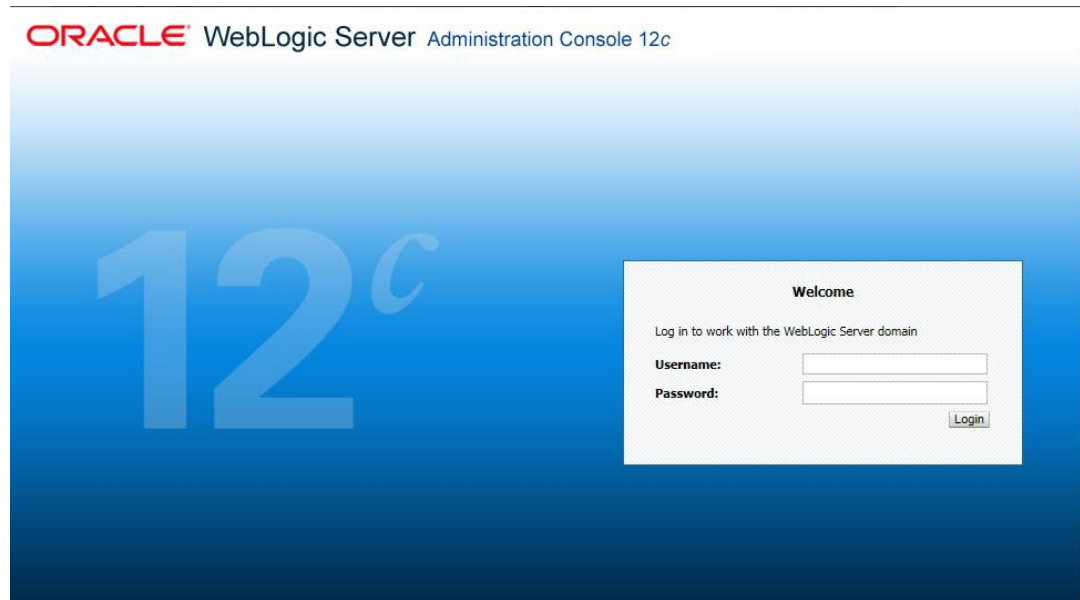 ORACLE WebLogic Server Administration Console 12c
12c
Welcome
Log in to work with the WebLogic Server domain
Username:
Password:
Login